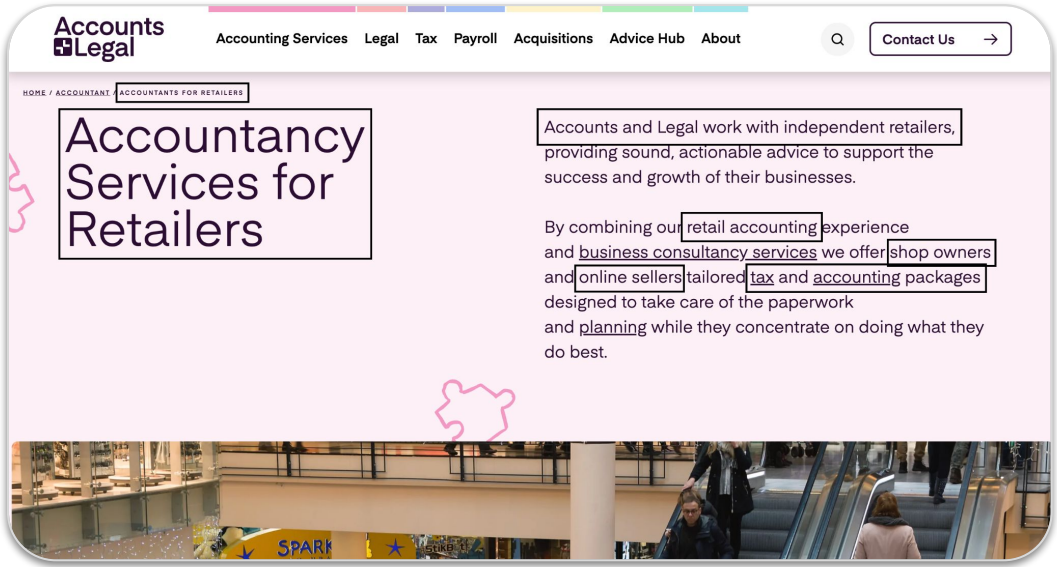 Accounts
Legal
Accounting Services Legal Tax Payroll Acquisitions Advice Hub About
Contact Us
HOME / ACCOUNTANT / ACCOUNTANTS FOR RETAILERS
Accountancy
Services for
Retailers
Accounts and Legal work with independent retailers,
providing sound, actionable advice to support the
success and growth of their businesses.
By combining our retail accounting experience
and business consultancy services we offer shop owners
and online sellers tailored tax and accounting packages
designed to take care of the paperwork
and planning while they concentrate on doing what they
do best.
SPARK